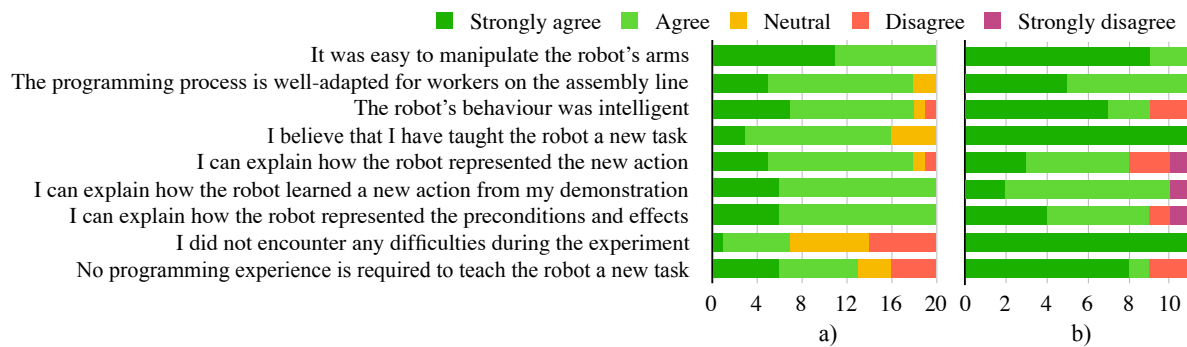 Strongly agree Agree Neutral Disagree Strongly disagree
It was easy to manipulate the robot’s arms
The programming process is well-adapted for workers on the assembly line
The robot’s behaviour was intelligent
I believe that I have taught the robot a new task
I can explain how the robot represented the new action
I can explain how the robot learned a new action from my demonstration
I can explain how the robot represented the preconditions and effects
I did not encounter any difficulties during the experiment
No programming experience is required to teach the robot a new task
0 4 8 12 16 20 0 2 4 6 8 10
a) b)